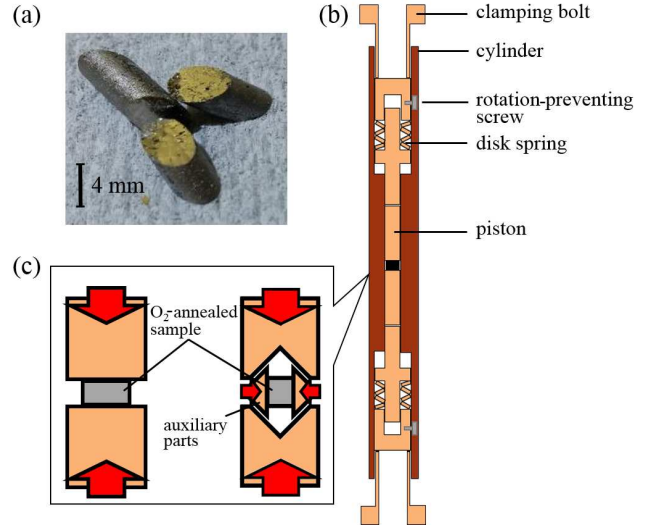 (a)
4 mm
(b)
clamping bolt
cylinder
rotation-preventing
screw
disk spring
piston
(c)
O₂-annealed
sample
auxiliary
parts